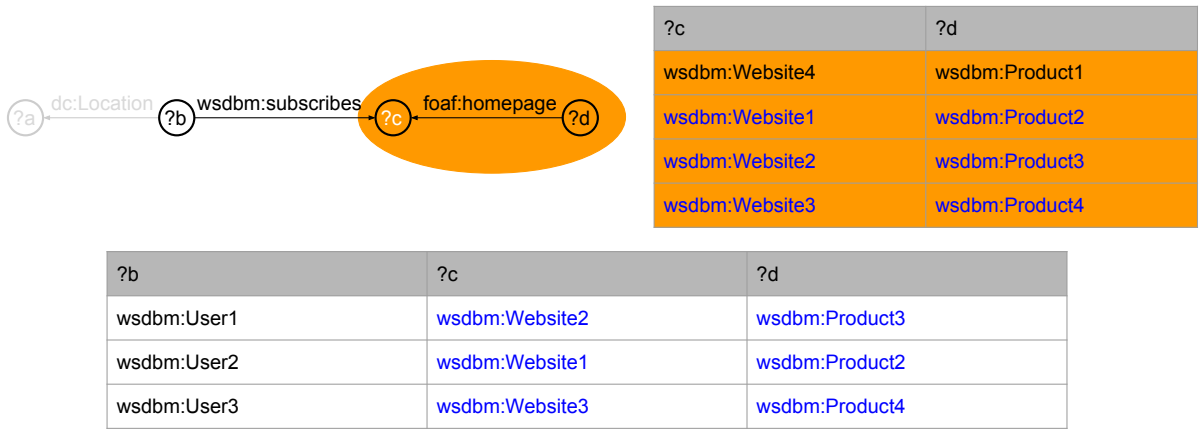 ?c ?d
wsdbm:Website4 wsdbm:Product1
wsdbm:Website1 wsdbm:Product2
wsdbm:Website2 wsdbm:Product3
wsdbm:Website3 wsdbm:Product4
?a dc:Location ?b wsdbm:subscribes ?c foaf:homepage ?d
?b ?c ?d
wsdbm:User1 wsdbm:Website2 wsdbm:Product3
wsdbm:User2 wsdbm:Website1 wsdbm:Product2
wsdbm:User3 wsdbm:Website3 wsdbm:Product4